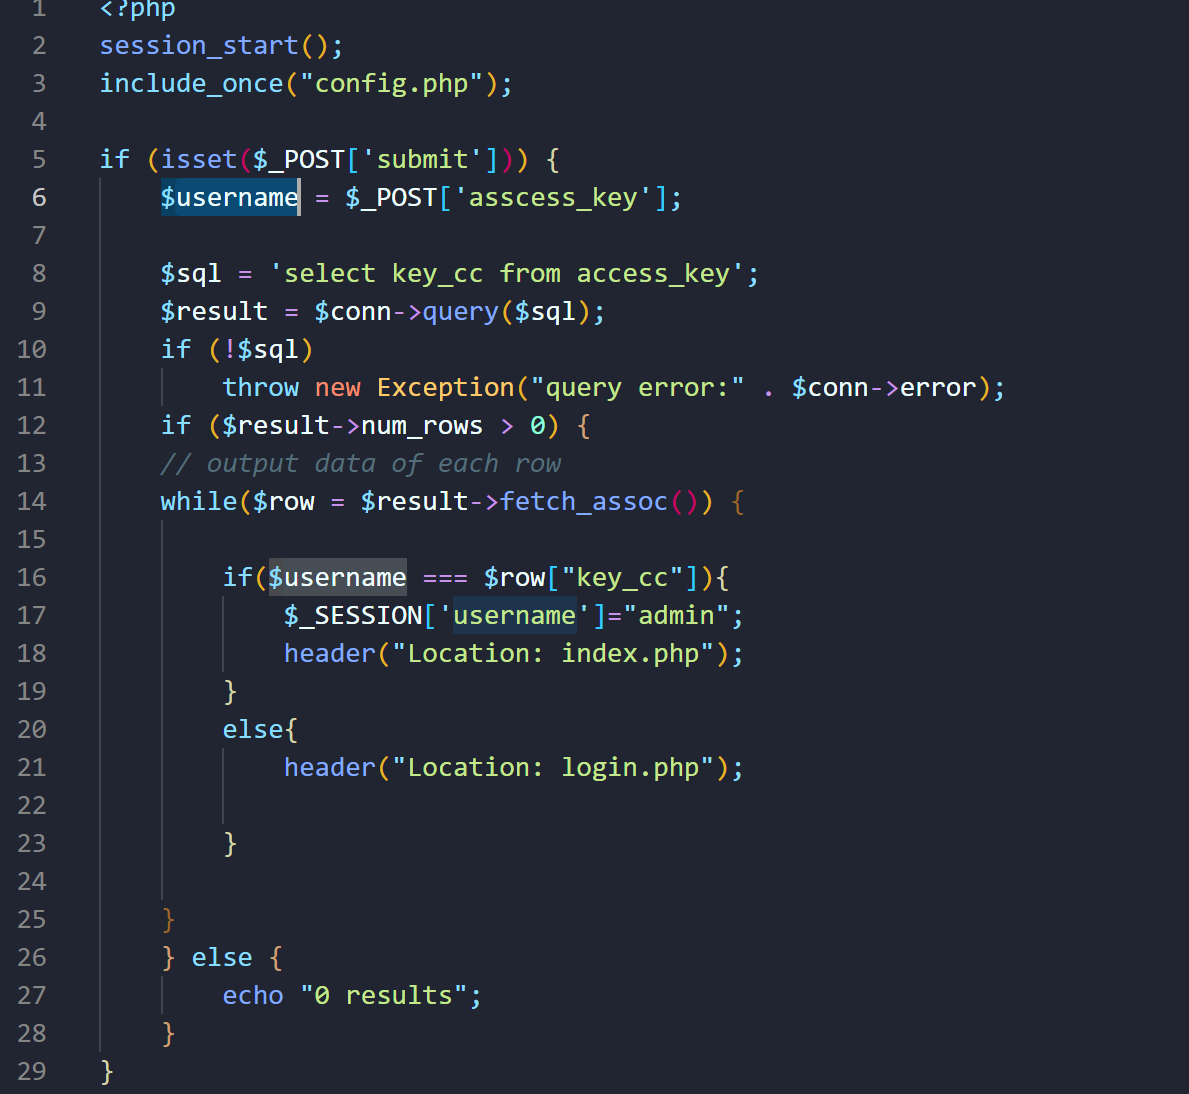 1 <?php
2 session_start();
3 include_once("config.php");
4
5 if (isset($_POST['submit'])) {
6 $username = $_POST['asscess_key'];
7
8 $sql = 'select key_cc from access_key';
9 $result = $conn->query($sql);
10 if (!$sql)
11 throw new Exception("query error:" . $conn->error);
12 if ($result->num_rows > 0) {
13 // output data of each row
14 while($row = $result->fetch_assoc()) {
15
16 if($username === $row["key_cc"]){
17 $_SESSION['username']="admin";
18 header("Location: index.php");
19 }
20 else{
21 header("Location: login.php");
22
23 }
24
25 }
26 } else {
27 echo "0 results";
28 }
29 }